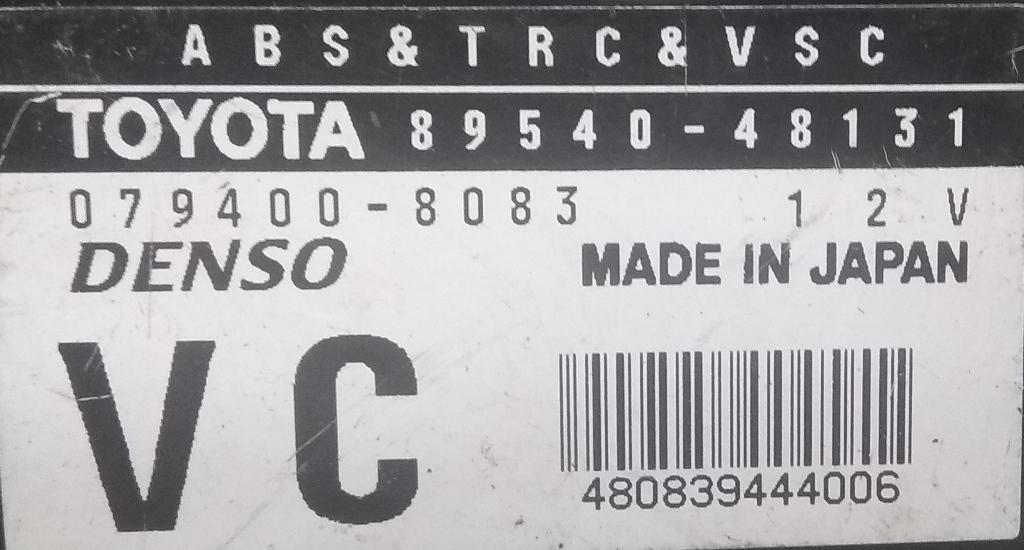 ABS&TRC&VSC
TOYOTA 89540-48131
079400-8083 12V
DENSO MADE IN JAPAN
VC
480839444006